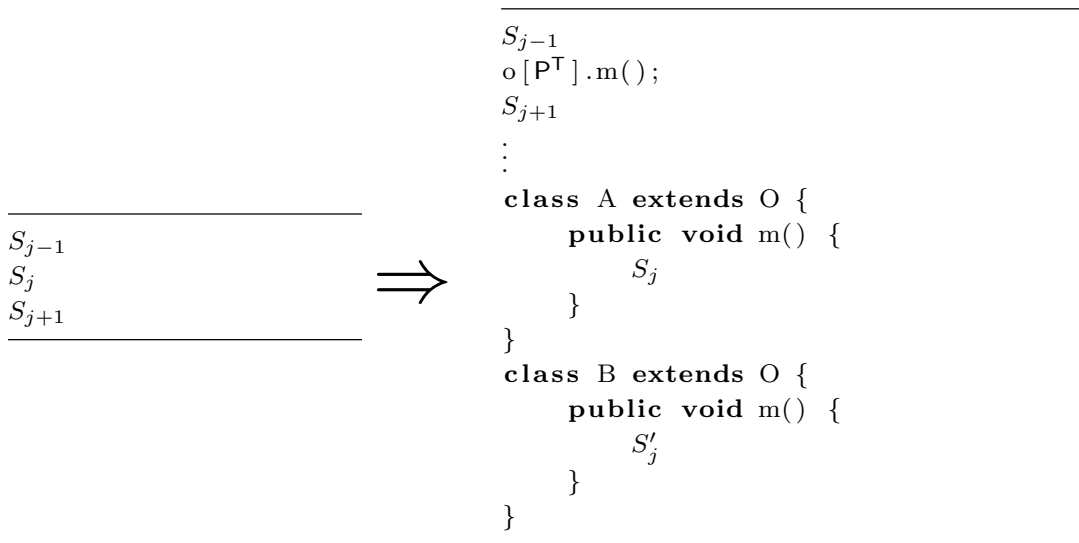 S_{j−1}
S_j
S_{j+1}
⇒
S_{j−1}
o[P^T].m();
S_{j+1}
⋮
class A extends O {
public void m() {
S_j
}
}
class B extends O {
public void m() {
S′_j
}
}